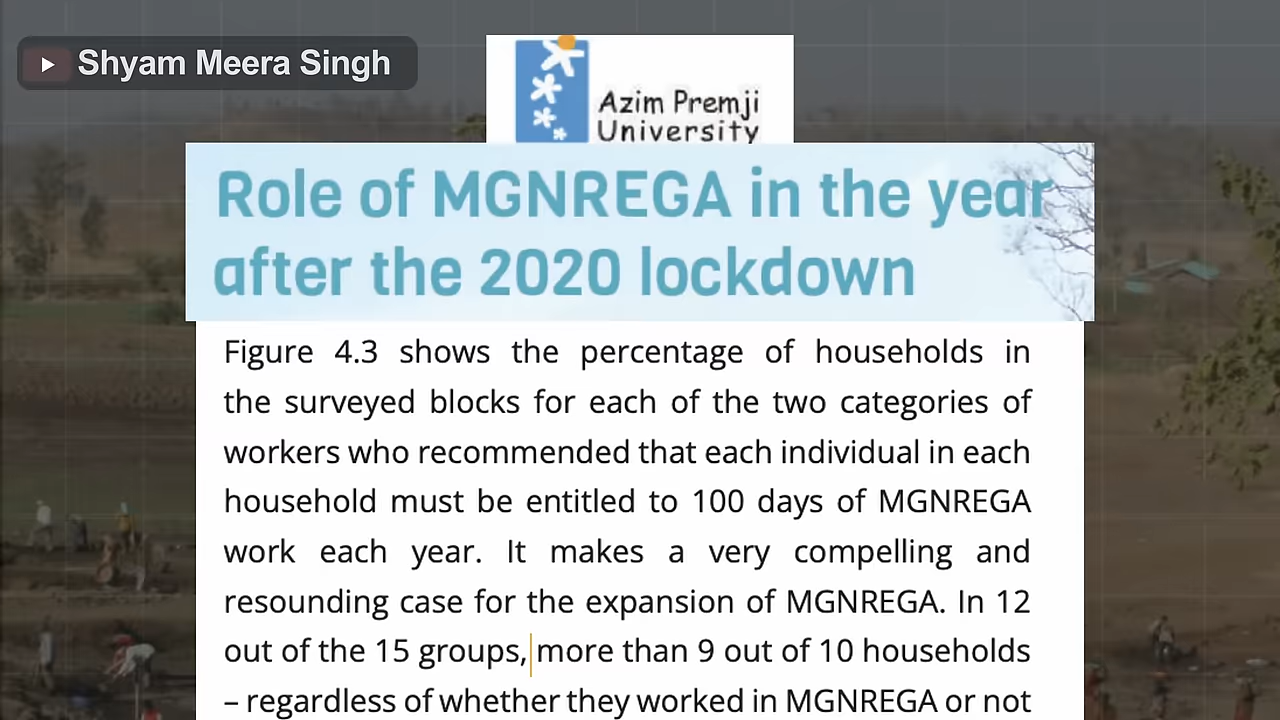 Shyam Meera Singh
Azim Premji
University
Role of MGNREGA in the year
after the 2020 lockdown
Figure 4.3 shows the percentage of households in
the surveyed blocks for each of the two categories of
workers who recommended that each individual in each
household must be entitled to 100 days of MGNREGA
work each year. It makes a very compelling and
resounding case for the expansion of MGNREGA. In 12
out of the 15 groups, more than 9 out of 10 households
– regardless of whether they worked in MGNREGA or not